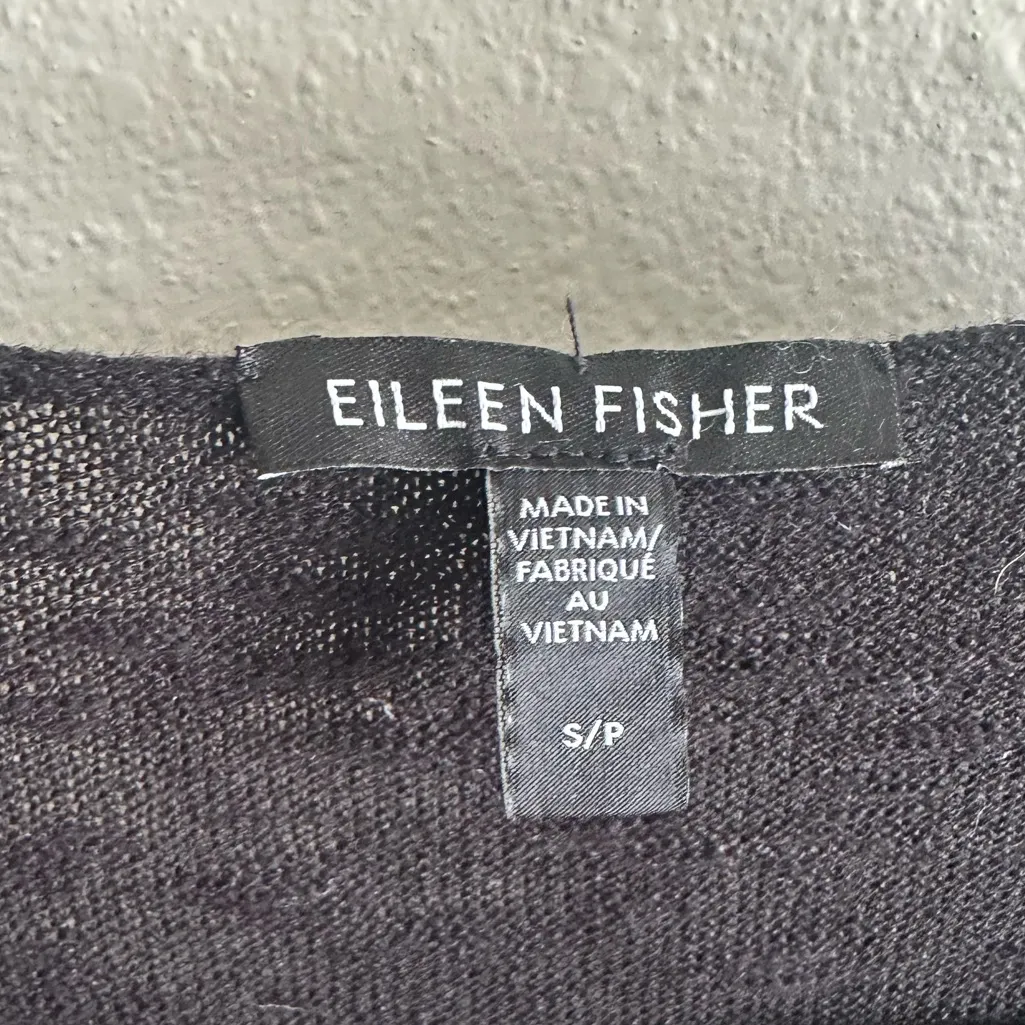 EILEEN FISHER
MADE IN
VIETNAM/
FABRIQUÉ
AU
VIETNAM
S/P